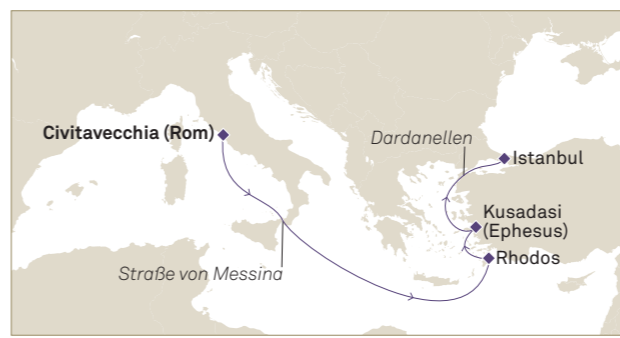 Civitavecchia (Rom)
Dardanellen
Istanbul
Kusadasi
(Ephesus)
Rhodos
Straße von Messina